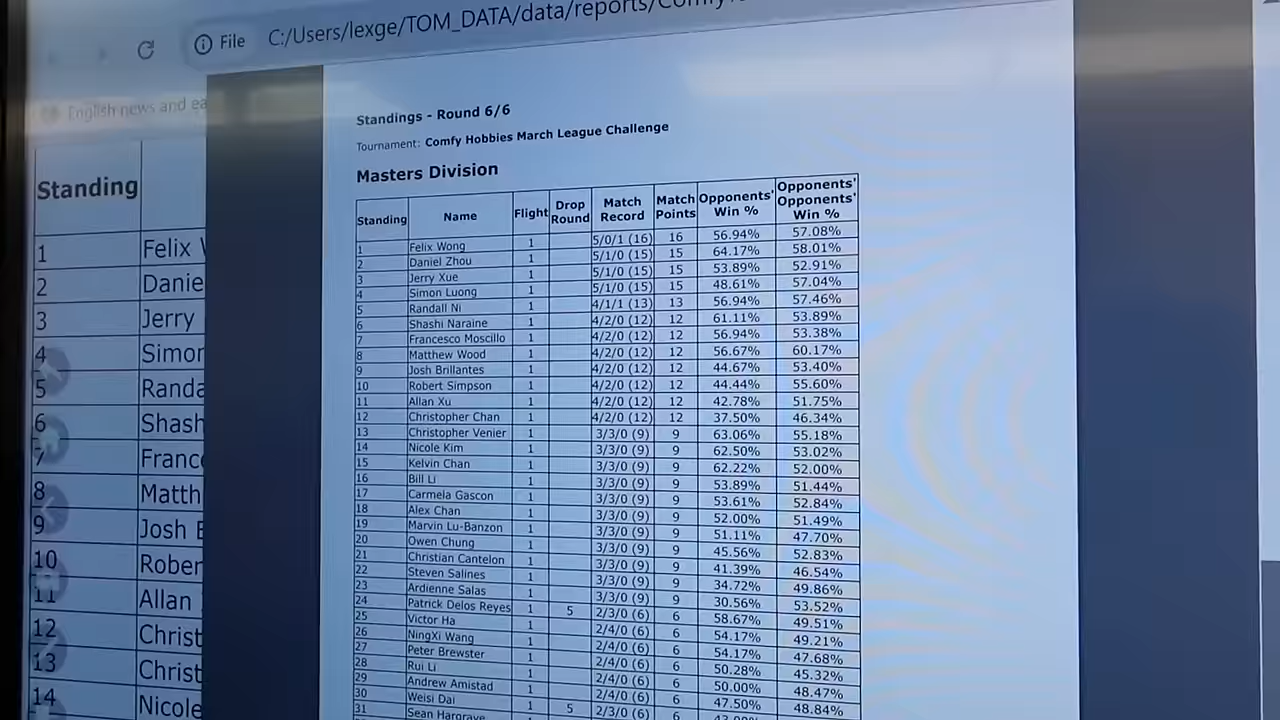 File C:/Users/lexge/TOM_DATA/data/reports/
English news and ea
Standing
1 Felix
2 Danie
3 Jerry
4 Simor
5 Randa
6 Shash
7 Franc
8 Matth
9 Josh
10 Rober
11 Allan
12 Christ
13 Christ
14 Nicole
Standings - Round 6/6
Tournament: Comfy Hobbies March League Challenge
Masters Division
Standing Name Flight Drop Round Match Record Match Points Opponents' Win % Opponents' Opponents' Win %
1 Felix Wong 1 5/0/1 (16) 16 56.94% 57.08%
2 Daniel Zhou 1 5/1/0 (15) 15 64.17% 58.01%
3 Jerry Xue 1 5/1/0 (15) 15 53.89% 52.91%
4 Simon Luong 1 5/1/0 (15) 15 48.61% 57.04%
5 Randall Ni 1 4/1/1 (13) 13 56.94% 57.46%
6 Shashi Naraine 1 4/2/0 (12) 12 61.11% 53.89%
7 Francesco Moscillo 1 4/2/0 (12) 12 56.94% 53.38%
8 Matthew Wood 1 4/2/0 (12) 12 56.67% 60.17%
9 Josh Brillantes 1 4/2/0 (12) 12 44.67% 53.40%
10 Robert Simpson 1 4/2/0 (12) 12 44.44% 55.60%
11 Allan Xu 1 4/2/0 (12) 12 42.78% 51.75%
12 Christopher Chan 1 4/2/0 (12) 12 37.50% 46.34%
13 Christopher Venier 1 3/3/0 (9) 9 63.06% 55.18%
14 Nicole Kim 1 3/3/0 (9) 9 62.50% 53.02%
15 Kelvin Chan 1 3/3/0 (9) 9 62.22% 52.00%
16 Bill Li 1 3/3/0 (9) 9 53.89% 51.44%
17 Carmela Gascon 1 3/3/0 (9) 9 53.61% 52.84%
18 Alex Chan 1 3/3/0 (9) 9 52.00% 51.49%
19 Marvin Lu-Banzon 1 3/3/0 (9) 9 51.11% 47.70%
20 Owen Chung 1 3/3/0 (9) 9 45.56% 52.83%
21 Christian Cantelon 1 3/3/0 (9) 9 41.39% 46.54%
22 Steven Salines 1 3/3/0 (9) 9 34.72% 49.86%
23 Ardienne Salas 1 3/3/0 (9) 9 30.56% 53.52%
24 Patrick Delos Reyes 1 5 2/3/0 (6) 6 58.67% 49.51%
25 Victor Ha 1 2/4/0 (6) 6 54.17% 49.21%
26 NingXi Wang 1 2/4/0 (6) 6 54.17% 47.68%
27 Peter Brewster 1 2/4/0 (6) 6 50.28% 45.32%
28 Rui Li 1 2/4/0 (6) 6 50.00% 48.47%
29 Andrew Amistad 1 2/4/0 (6) 6 47.50% 48.84%
30 Weisi Dai 1 5 2/3/0 (6) 6
31 Sean Hargrave 1